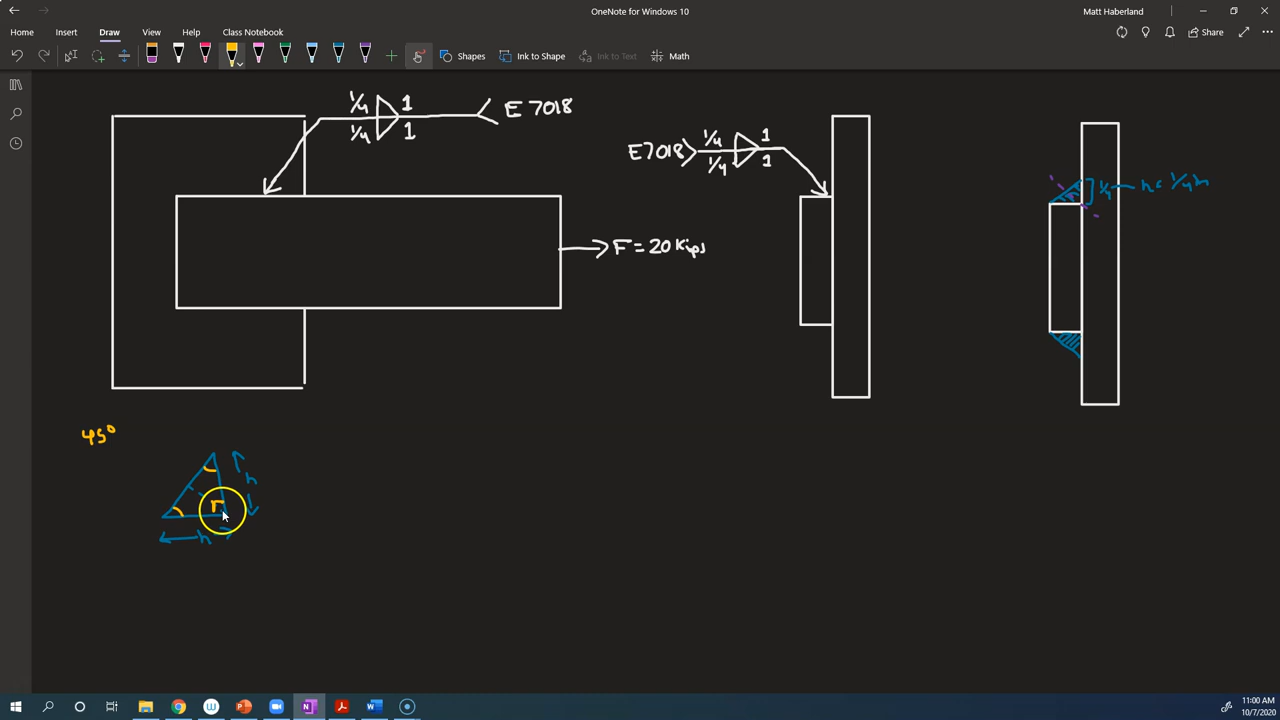 OneNote for Windows 10
Matt Haberland
Home Insert Draw View Help Class Notebook
Shapes Ink to Shape Ink to Text Math Share
1/4 1
1/4 1
E 7018
E7018
1/4 1
1/4 1
1/4 h = 1/4 in
F = 20 Kips
45°
h
h
11:00 AM
10/7/2020